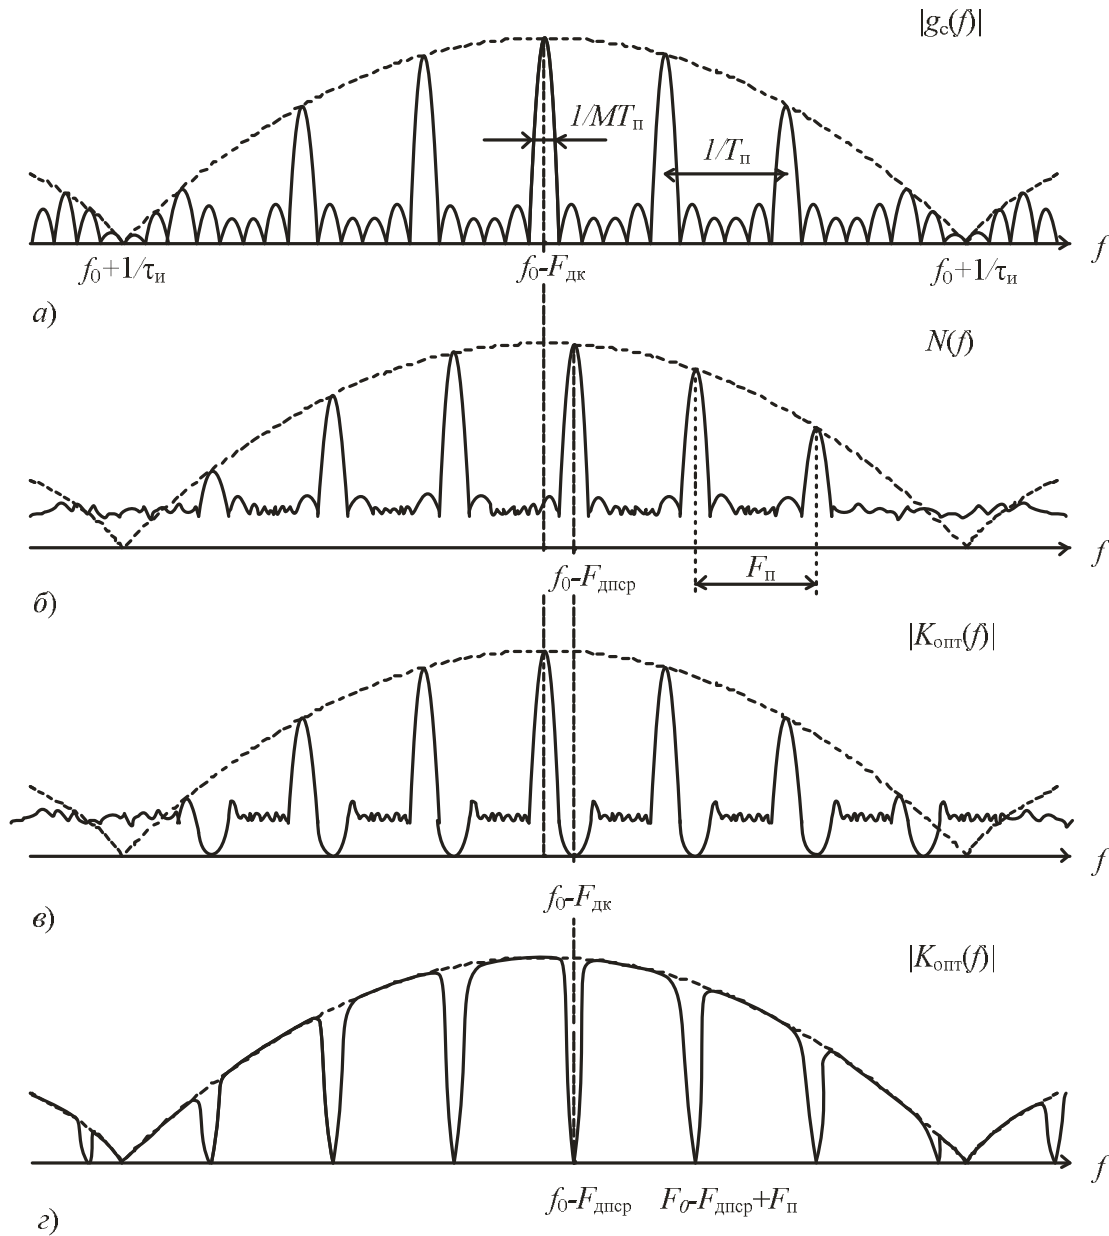 |gс(f)|
1/MTп
1/Tп
f
f0+1/τи
f0-Fдк
f0+1/τи
а)
N(f)
f
f0-Fдпср
Fп
б)
|Kопт(f)|
f
f0-Fдк
в)
|Kопт(f)|
f
f0-Fдпср
F0-Fдпср+Fп
г)